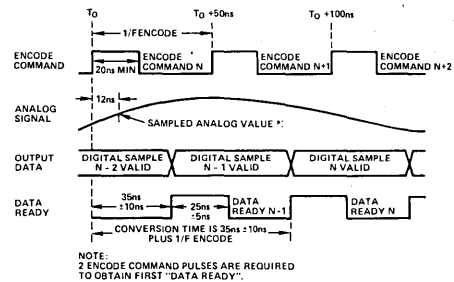 To
To +50ns
To +100ns
1/FENCODE
ENCODE COMMAND
ENCODE COMMAND N
ENCODE COMMAND N+1
ENCODE COMMAND N+2
20ns MIN
12ns
ANALOG SIGNAL
SAMPLED ANALOG VALUE
OUTPUT DATA
DIGITAL SAMPLE N – 2 VALID
DIGITAL SAMPLE N – 1 VALID
DIGITAL SAMPLE N VALID
DATA READY
35ns ±10ns
25ns ±5ns
DATA READY N-1
DATA READY N
CONVERSION TIME IS 35ns ±10ns
PLUS 1/F ENCODE
NOTE:
2 ENCODE COMMAND PULSES ARE REQUIRED
TO OBTAIN FIRST "DATA READY".